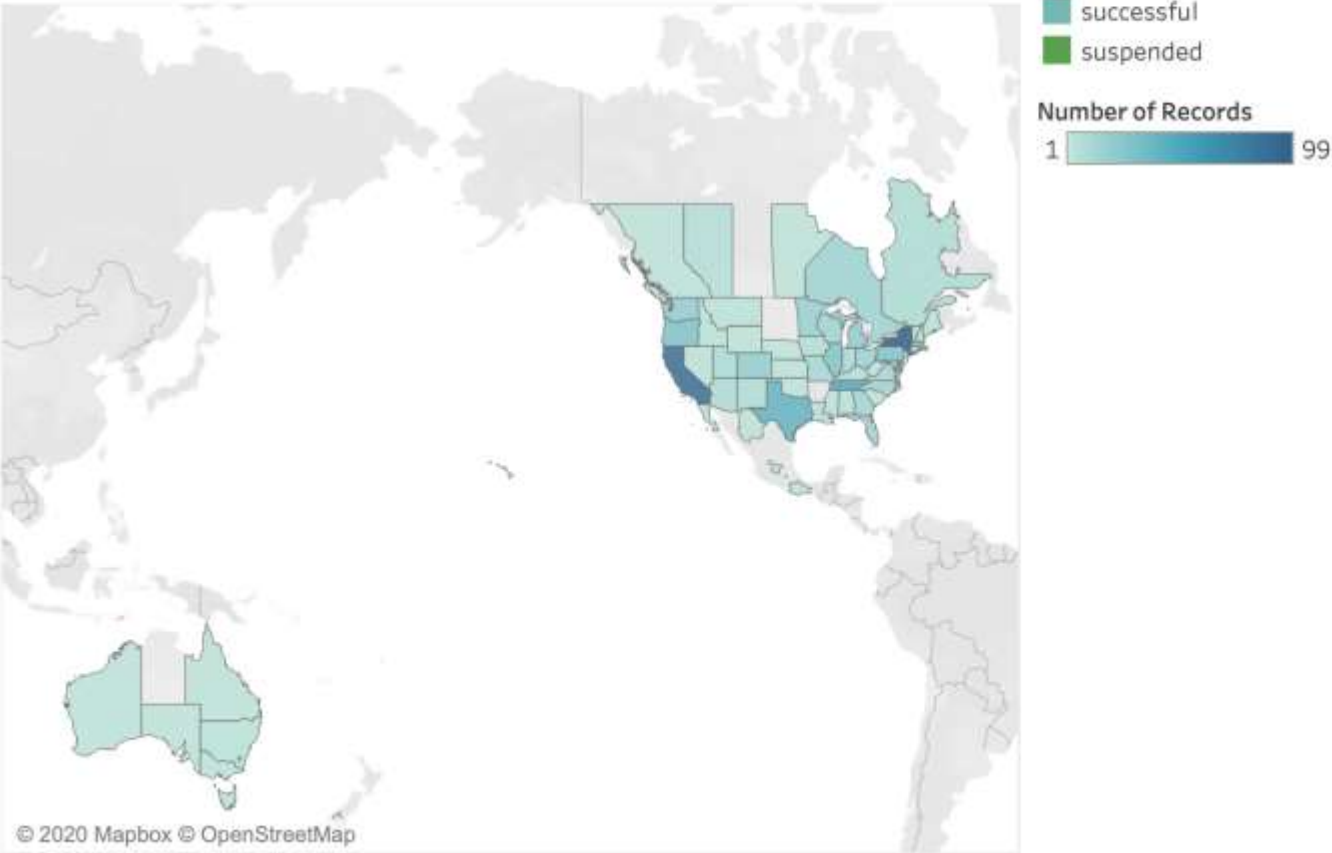 successful
suspended
Number of Records
1 99
© 2020 Mapbox © OpenStreetMap